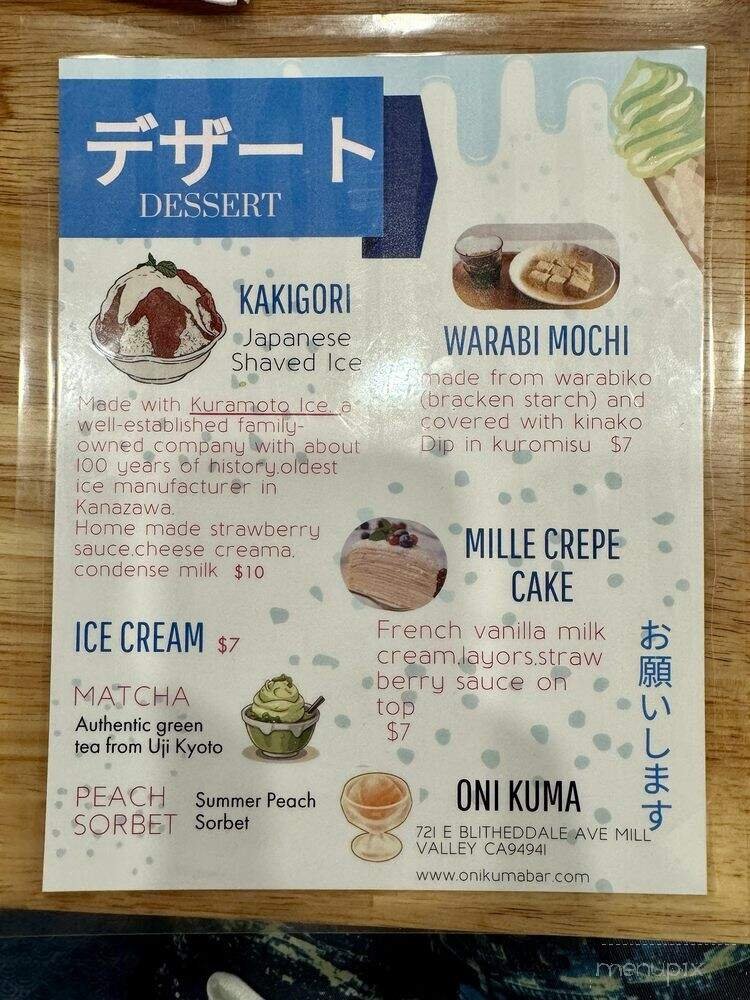 デザート
DESSERT
KAKIGORI
Japanese
Shaved Ice
Made with Kuramoto Ice, a
well-established family-
owned company with about
100 years of history,oldest
ice manufacturer in
Kanazawa.
Home made strawberry
sauce,cheese creama,
condense milk $10
WARABI MOCHI
made from warabiko
(bracken starch) and
covered with kinako
Dip in kuromisu $7
MILLE CREPE
CAKE
French vanilla milk
cream,layors,straw
berry sauce on
top
$7
ICE CREAM $7
MATCHA
Authentic green
tea from Uji Kyoto
PEACH
SORBET
Summer Peach
Sorbet
お願いします
ONI KUMA
721 E BLITHEDDALE AVE MILL
VALLEY CA94941
www.onikumabar.com
menupix